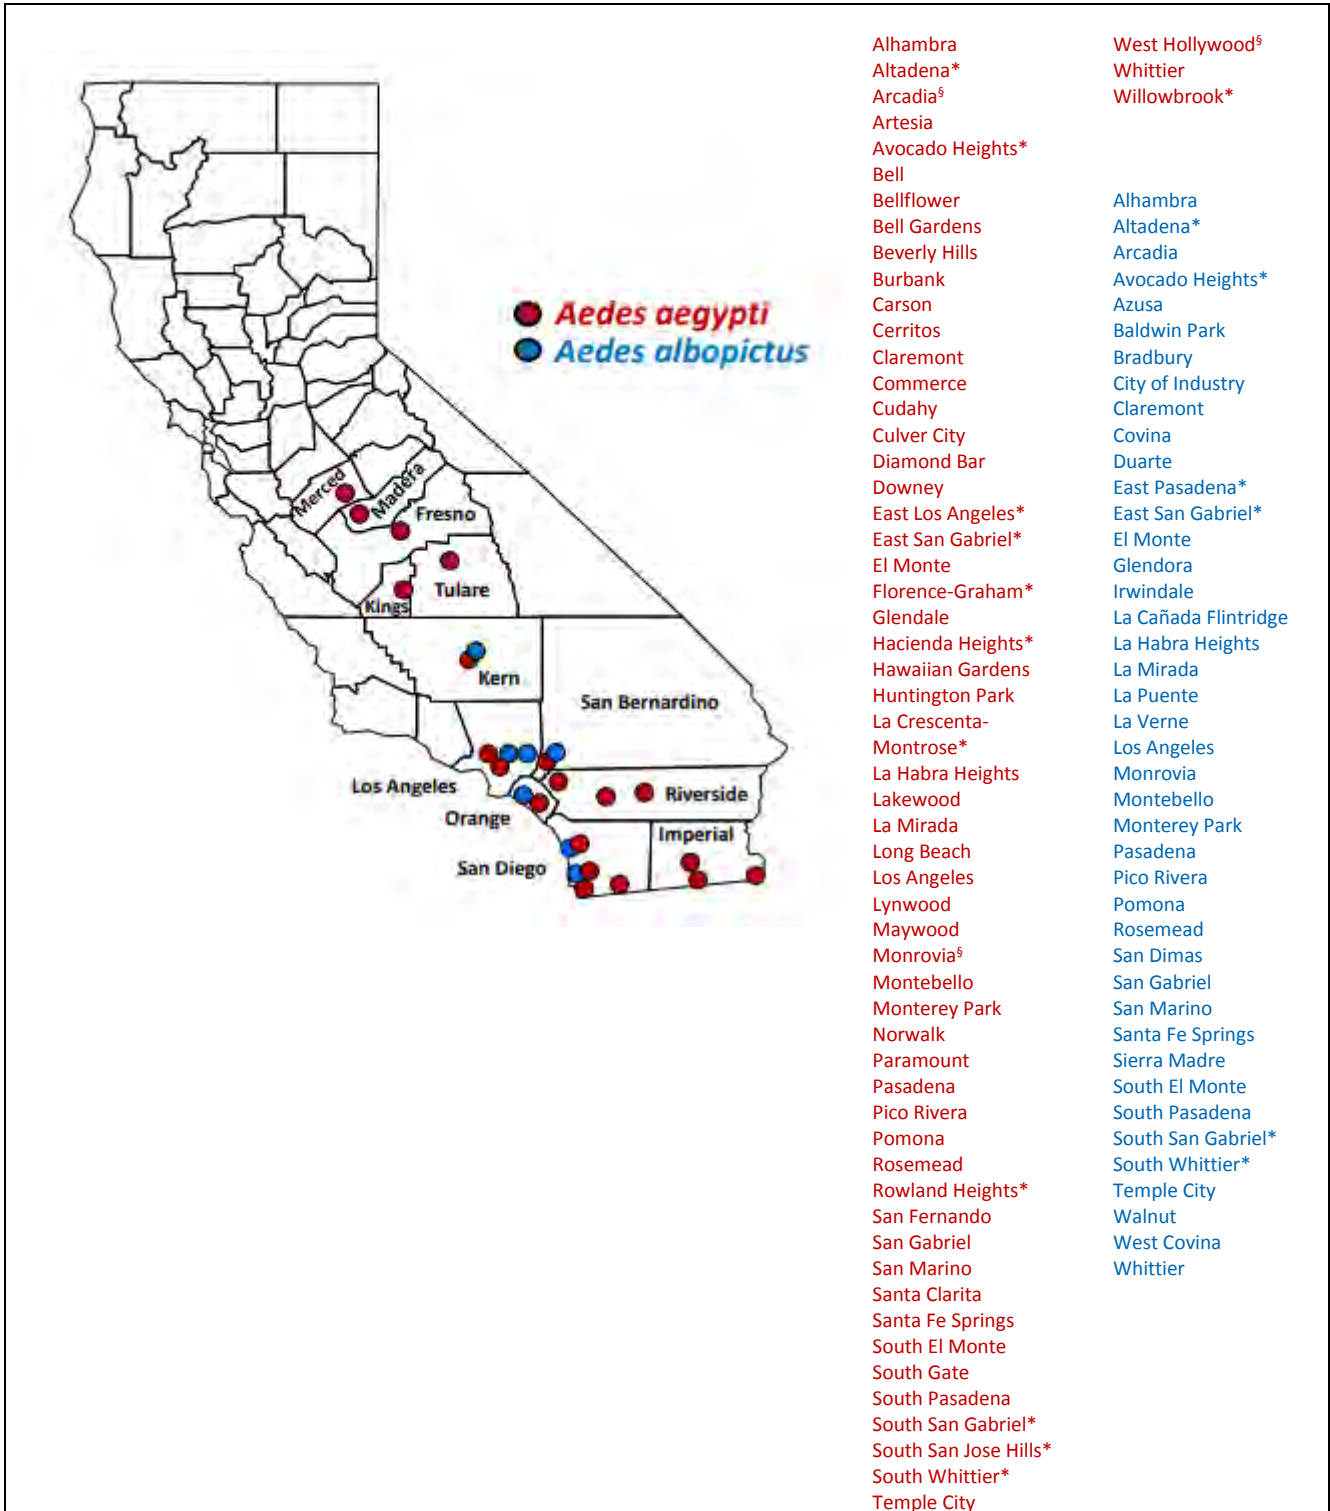 Aedes aegypti
Aedes albopictus
Merced
Madera
Fresno
Tulare
Kings
Kern
San Bernardino
Los Angeles
Riverside
Orange
Imperial
San Diego
Alhambra
Altadena*
Arcadia§
Artesia
Avocado Heights*
Bell
Bellflower
Bell Gardens
Beverly Hills
Burbank
Carson
Cerritos
Claremont
Commerce
Cudahy
Culver City
Diamond Bar
Downey
East Los Angeles*
East San Gabriel*
El Monte
Florence-Graham*
Glendale
Hacienda Heights*
Hawaiian Gardens
Huntington Park
La Crescenta-
Montrose*
La Habra Heights
Lakewood
La Mirada
Long Beach
Los Angeles
Lynwood
Maywood
Monrovia§
Montebello
Monterey Park
Norwalk
Paramount
Pasadena
Pico Rivera
Pomona
Rosemead
Rowland Heights*
San Fernando
San Gabriel
San Marino
Santa Clarita
Santa Fe Springs
South El Monte
South Gate
South Pasadena
South San Gabriel*
South San Jose Hills*
South Whittier*
Temple City
West Hollywood§
Whittier
Willowbrook*
Alhambra
Altadena*
Arcadia
Avocado Heights*
Azusa
Baldwin Park
Bradbury
City of Industry
Claremont
Covina
Duarte
East Pasadena*
East San Gabriel*
El Monte
Glendora
Irwindale
La Cañada Flintridge
La Habra Heights
La Mirada
La Puente
La Verne
Los Angeles
Monrovia
Montebello
Monterey Park
Pasadena
Pico Rivera
Pomona
Rosemead
San Dimas
San Gabriel
San Marino
Santa Fe Springs
Sierra Madre
South El Monte
South Pasadena
South San Gabriel*
South Whittier*
Temple City
Walnut
West Covina
Whittier